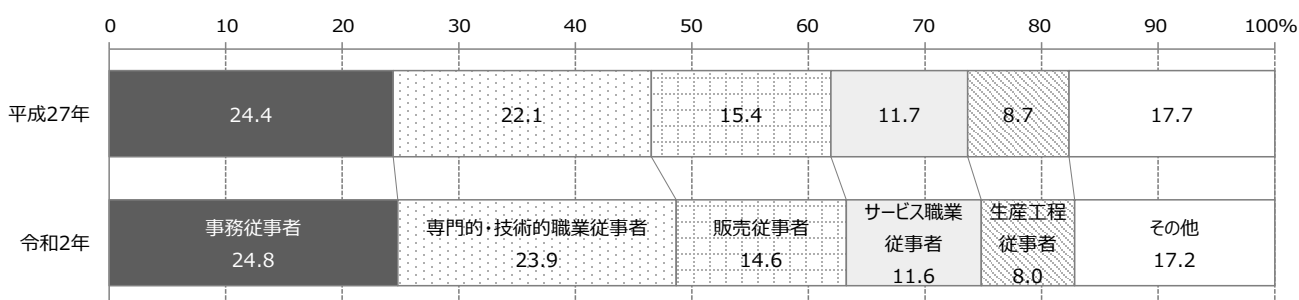 0 10 20 30 40 50 60 70 80 90 100%
平成27年 24.4 22.1 15.4 11.7 8.7 17.7
令和2年
事務従事者
24.8
専門的・技術的職業従事者
23.9
販売従事者
14.6
サービス職業
従事者
11.6
生産工程
従事者
8.0
その他
17.2